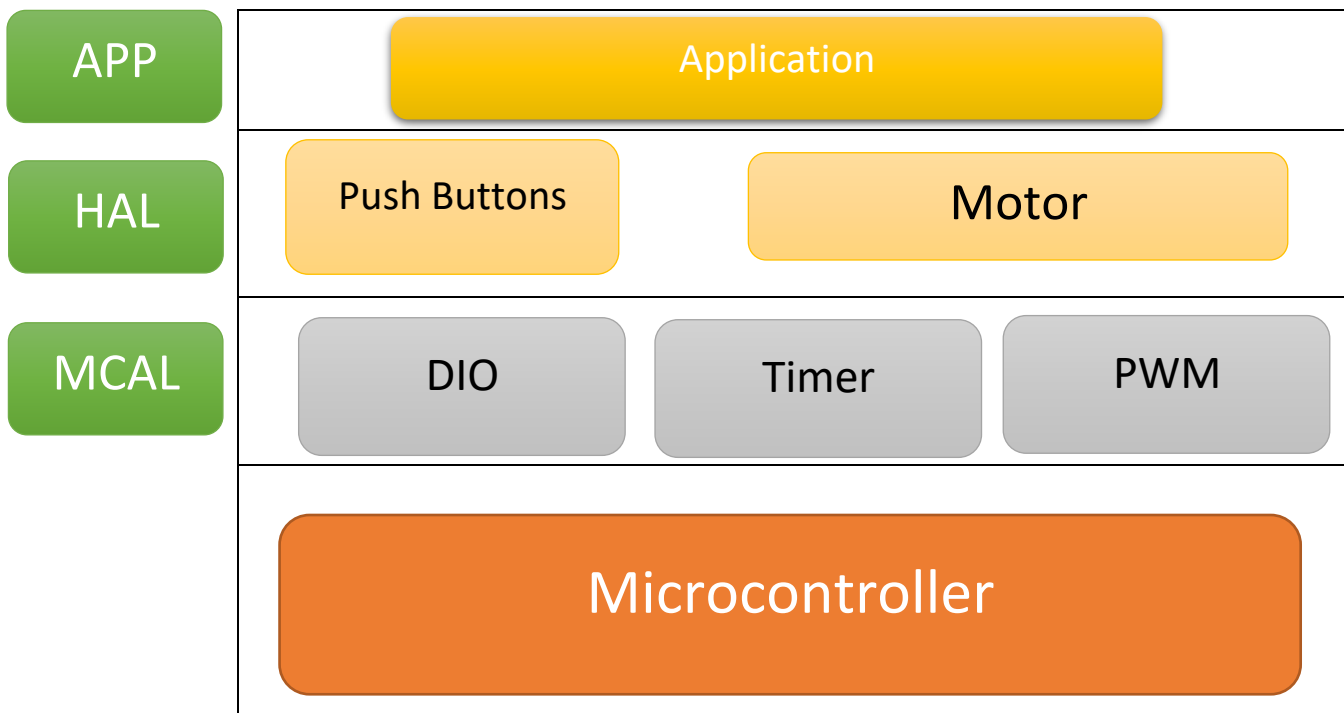 APP
Application
HAL
Push Buttons
Motor
MCAL
DIO
Timer
PWM
Microcontroller